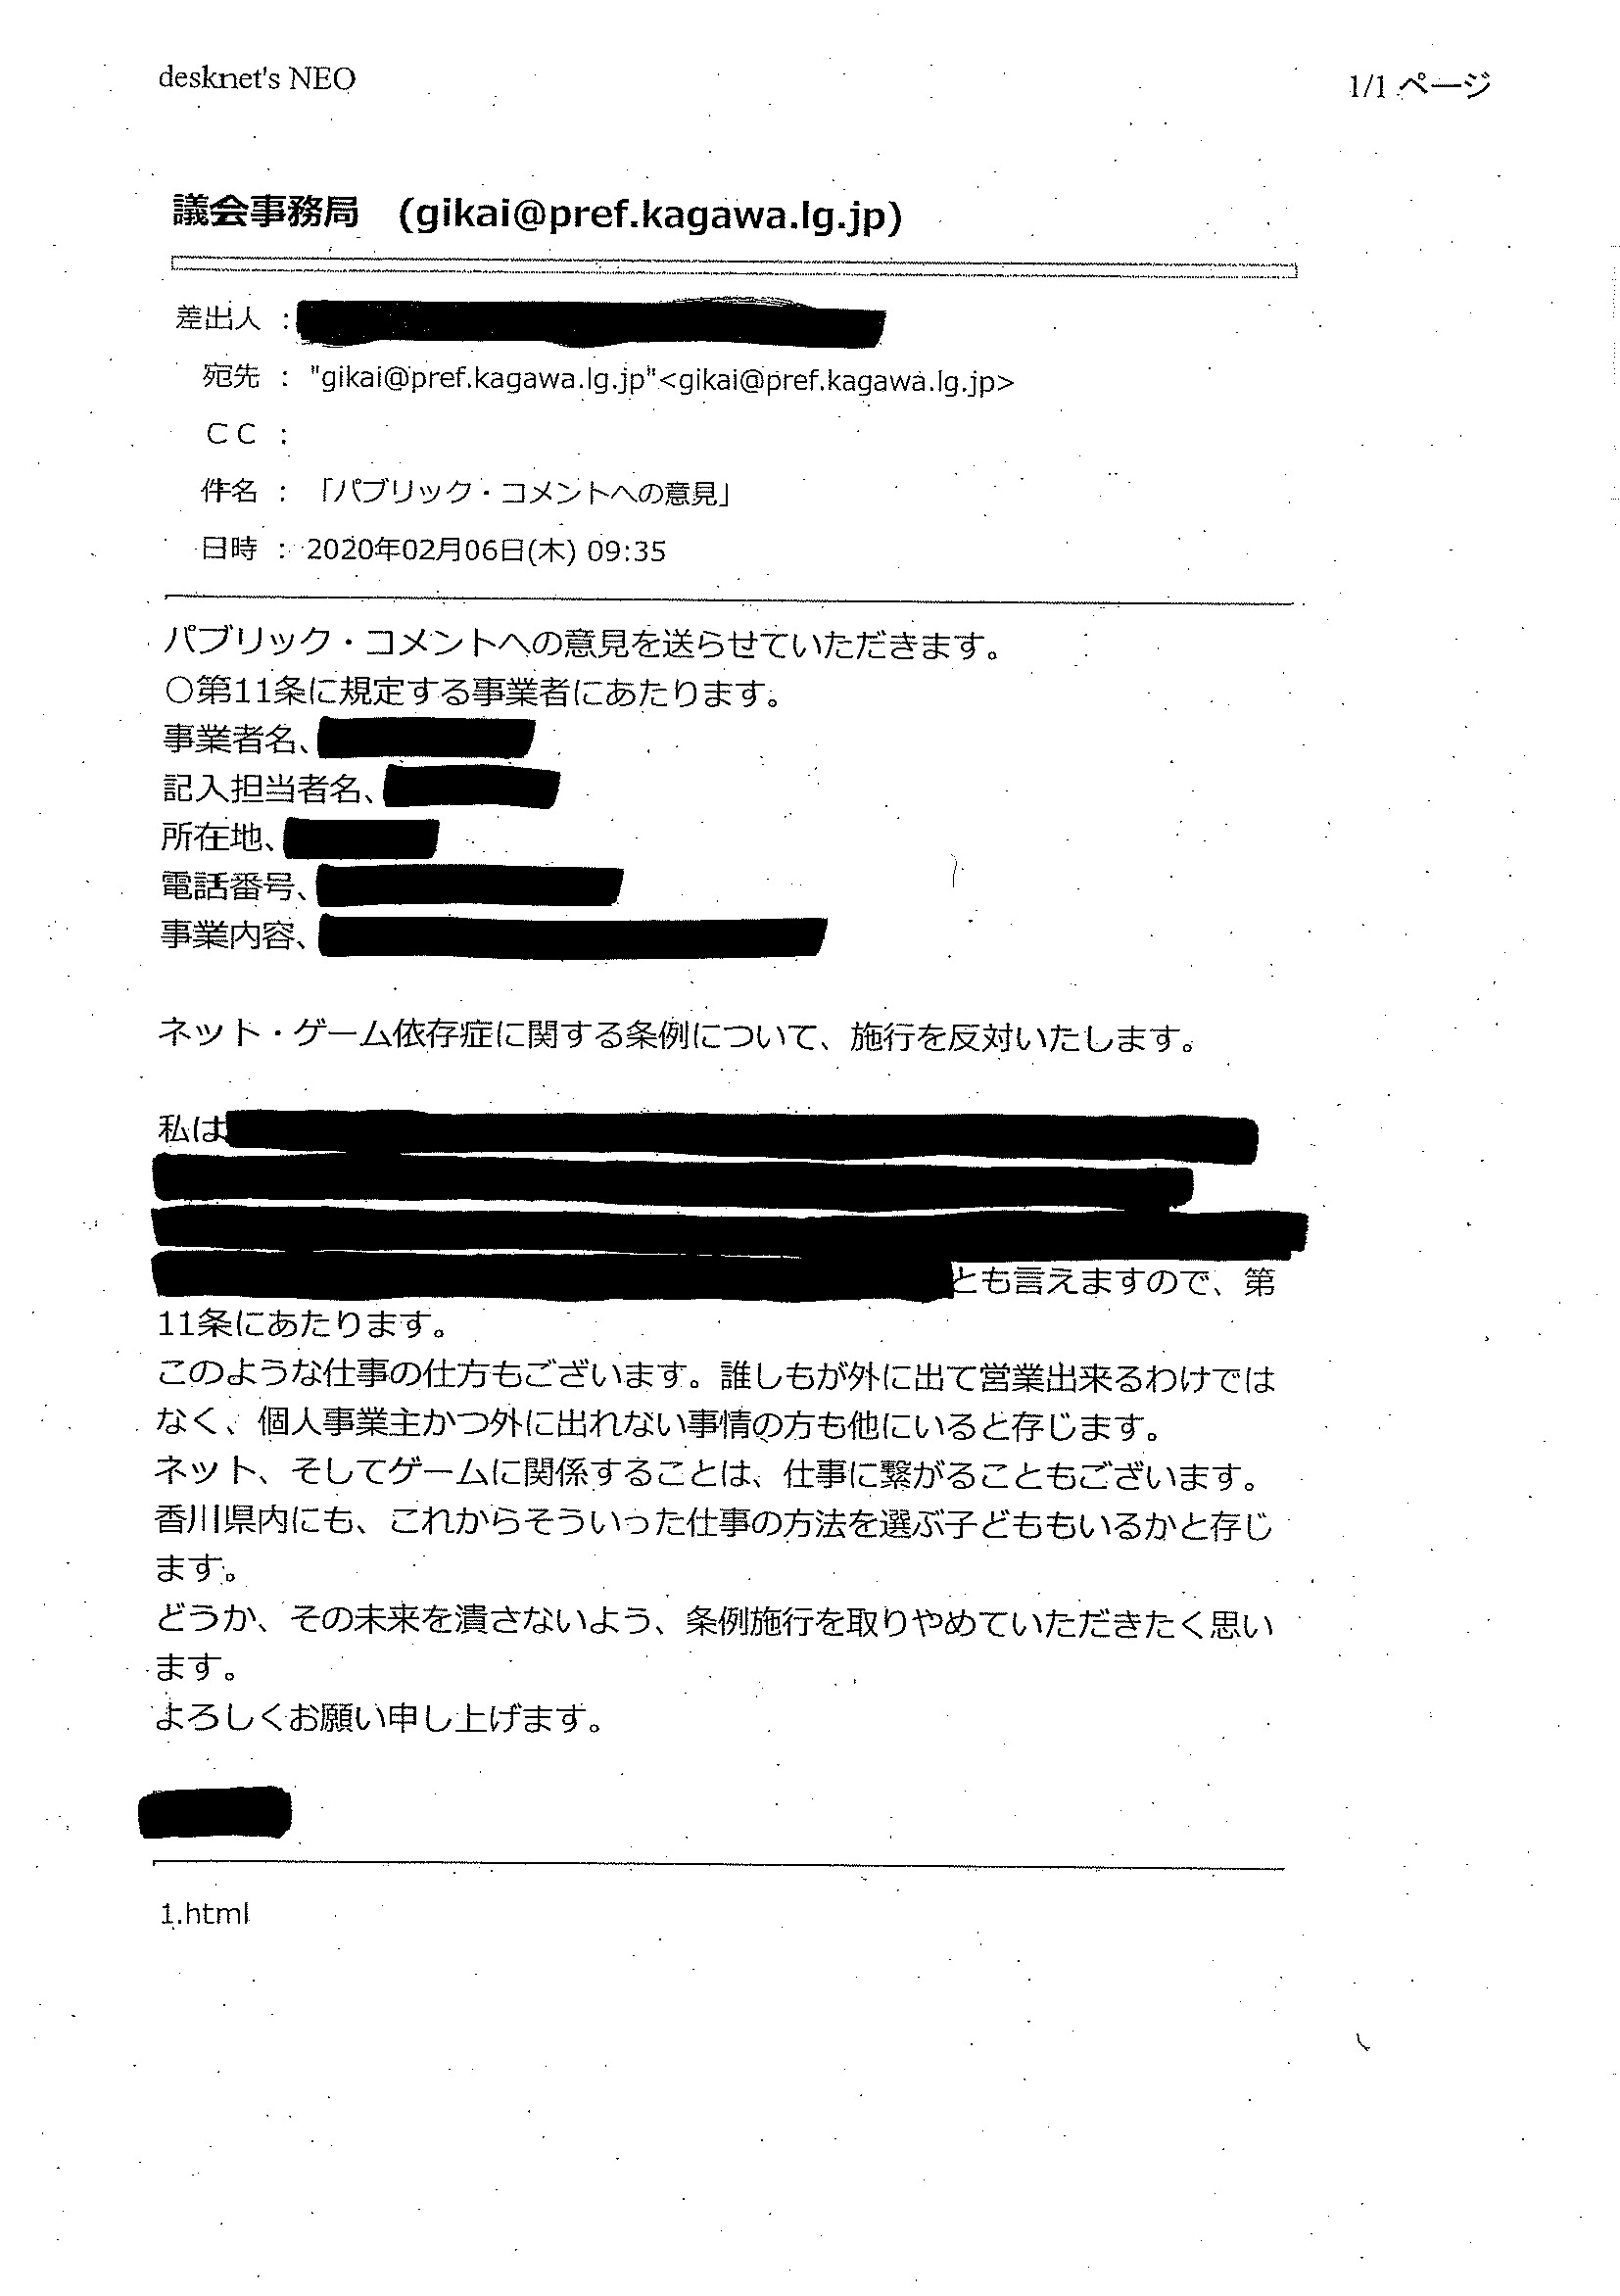 desknet's NEO
1/1 ページ
議会事務局 (gikai@pref.kagawa.lg.jp)
差出人 :
宛先 : "gikai@pref.kagawa.lg.jp"<gikai@pref.kagawa.lg.jp>
ＣＣ :
件名 : 「パブリック・コメントへの意見」
日時 : 2020年02月06日(木) 09:35
パブリック・コメントへの意見を送らせていただきます。
○第11条に規定する事業者にあたります。
事業者名、
記入担当者名、
所在地、
電話番号、
事業内容、
ネット・ゲーム依存症に関する条例について、施行を反対いたします。
私は
とも言えますので、第
11条にあたります。
このような仕事の仕方もございます。誰しもが外に出て営業出来るわけでは
なく、個人事業主かつ外に出れない事情の方も他にいると存じます。
ネット、そしてゲームに関係することは、仕事に繋がることもございます。
香川県内にも、これからそういった仕事の方法を選ぶ子どももいるかと存じ
ます。
どうか、その未来を潰さないよう、条例施行を取りやめていただきたく思い
ます。
よろしくお願い申し上げます。
1.html